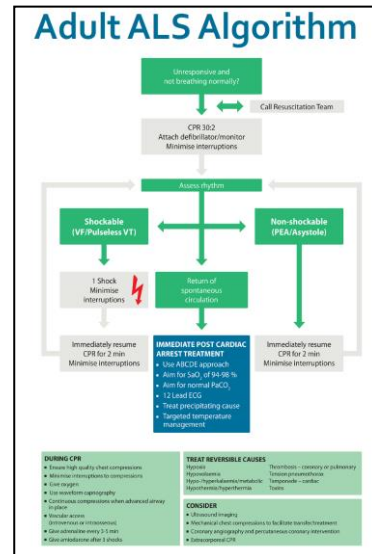 Adult ALS Algorithm
Unresponsive and
not breathing normally?
Call Resuscitation Team
CPR 30:2
Attach defibrillator/monitor
Minimise interruptions
Assess rhythm
Shockable
(VF/Pulseless VT)
Non-shockable
(PEA/Asystole)
1 Shock
Minimise
interruptions
Return of
spontaneous
circulation
Immediately resume
CPR for 2 min
Minimise interruptions
IMMEDIATE POST CARDIAC
ARREST TREATMENT
• Use ABCDE approach
• Aim for SaO2 of 94-98 %
• Aim for normal PaCO2
• 12 Lead ECG
• Treat precipitating cause
• Targeted temperature
management
Immediately resume
CPR for 2 min
Minimise interruptions
DURING CPR
• Ensure high quality chest compressions
• Minimise interruptions to compressions
• Give oxygen
• Use waveform capnography
• Continuous compressions when advanced airway
in place
• Vascular access
(intravenous or intraosseous)
• Give adrenaline every 3-5 min
• Give amiodarone after 3 shocks
TREAT REVERSIBLE CAUSES
Hypoxia
Hypovolaemia
Hypo-/hyperkalaemia/metabolic
Hypothermia/hyperthermia
Thrombosis – coronary or pulmonary
Tension pneumothorax
Tamponade – cardiac
Toxins
CONSIDER
• Ultrasound imaging
• Mechanical chest compressions to facilitate transfer/treatment
• Coronary angiography and percutaneous coronary intervention
• Extracorporeal CPR